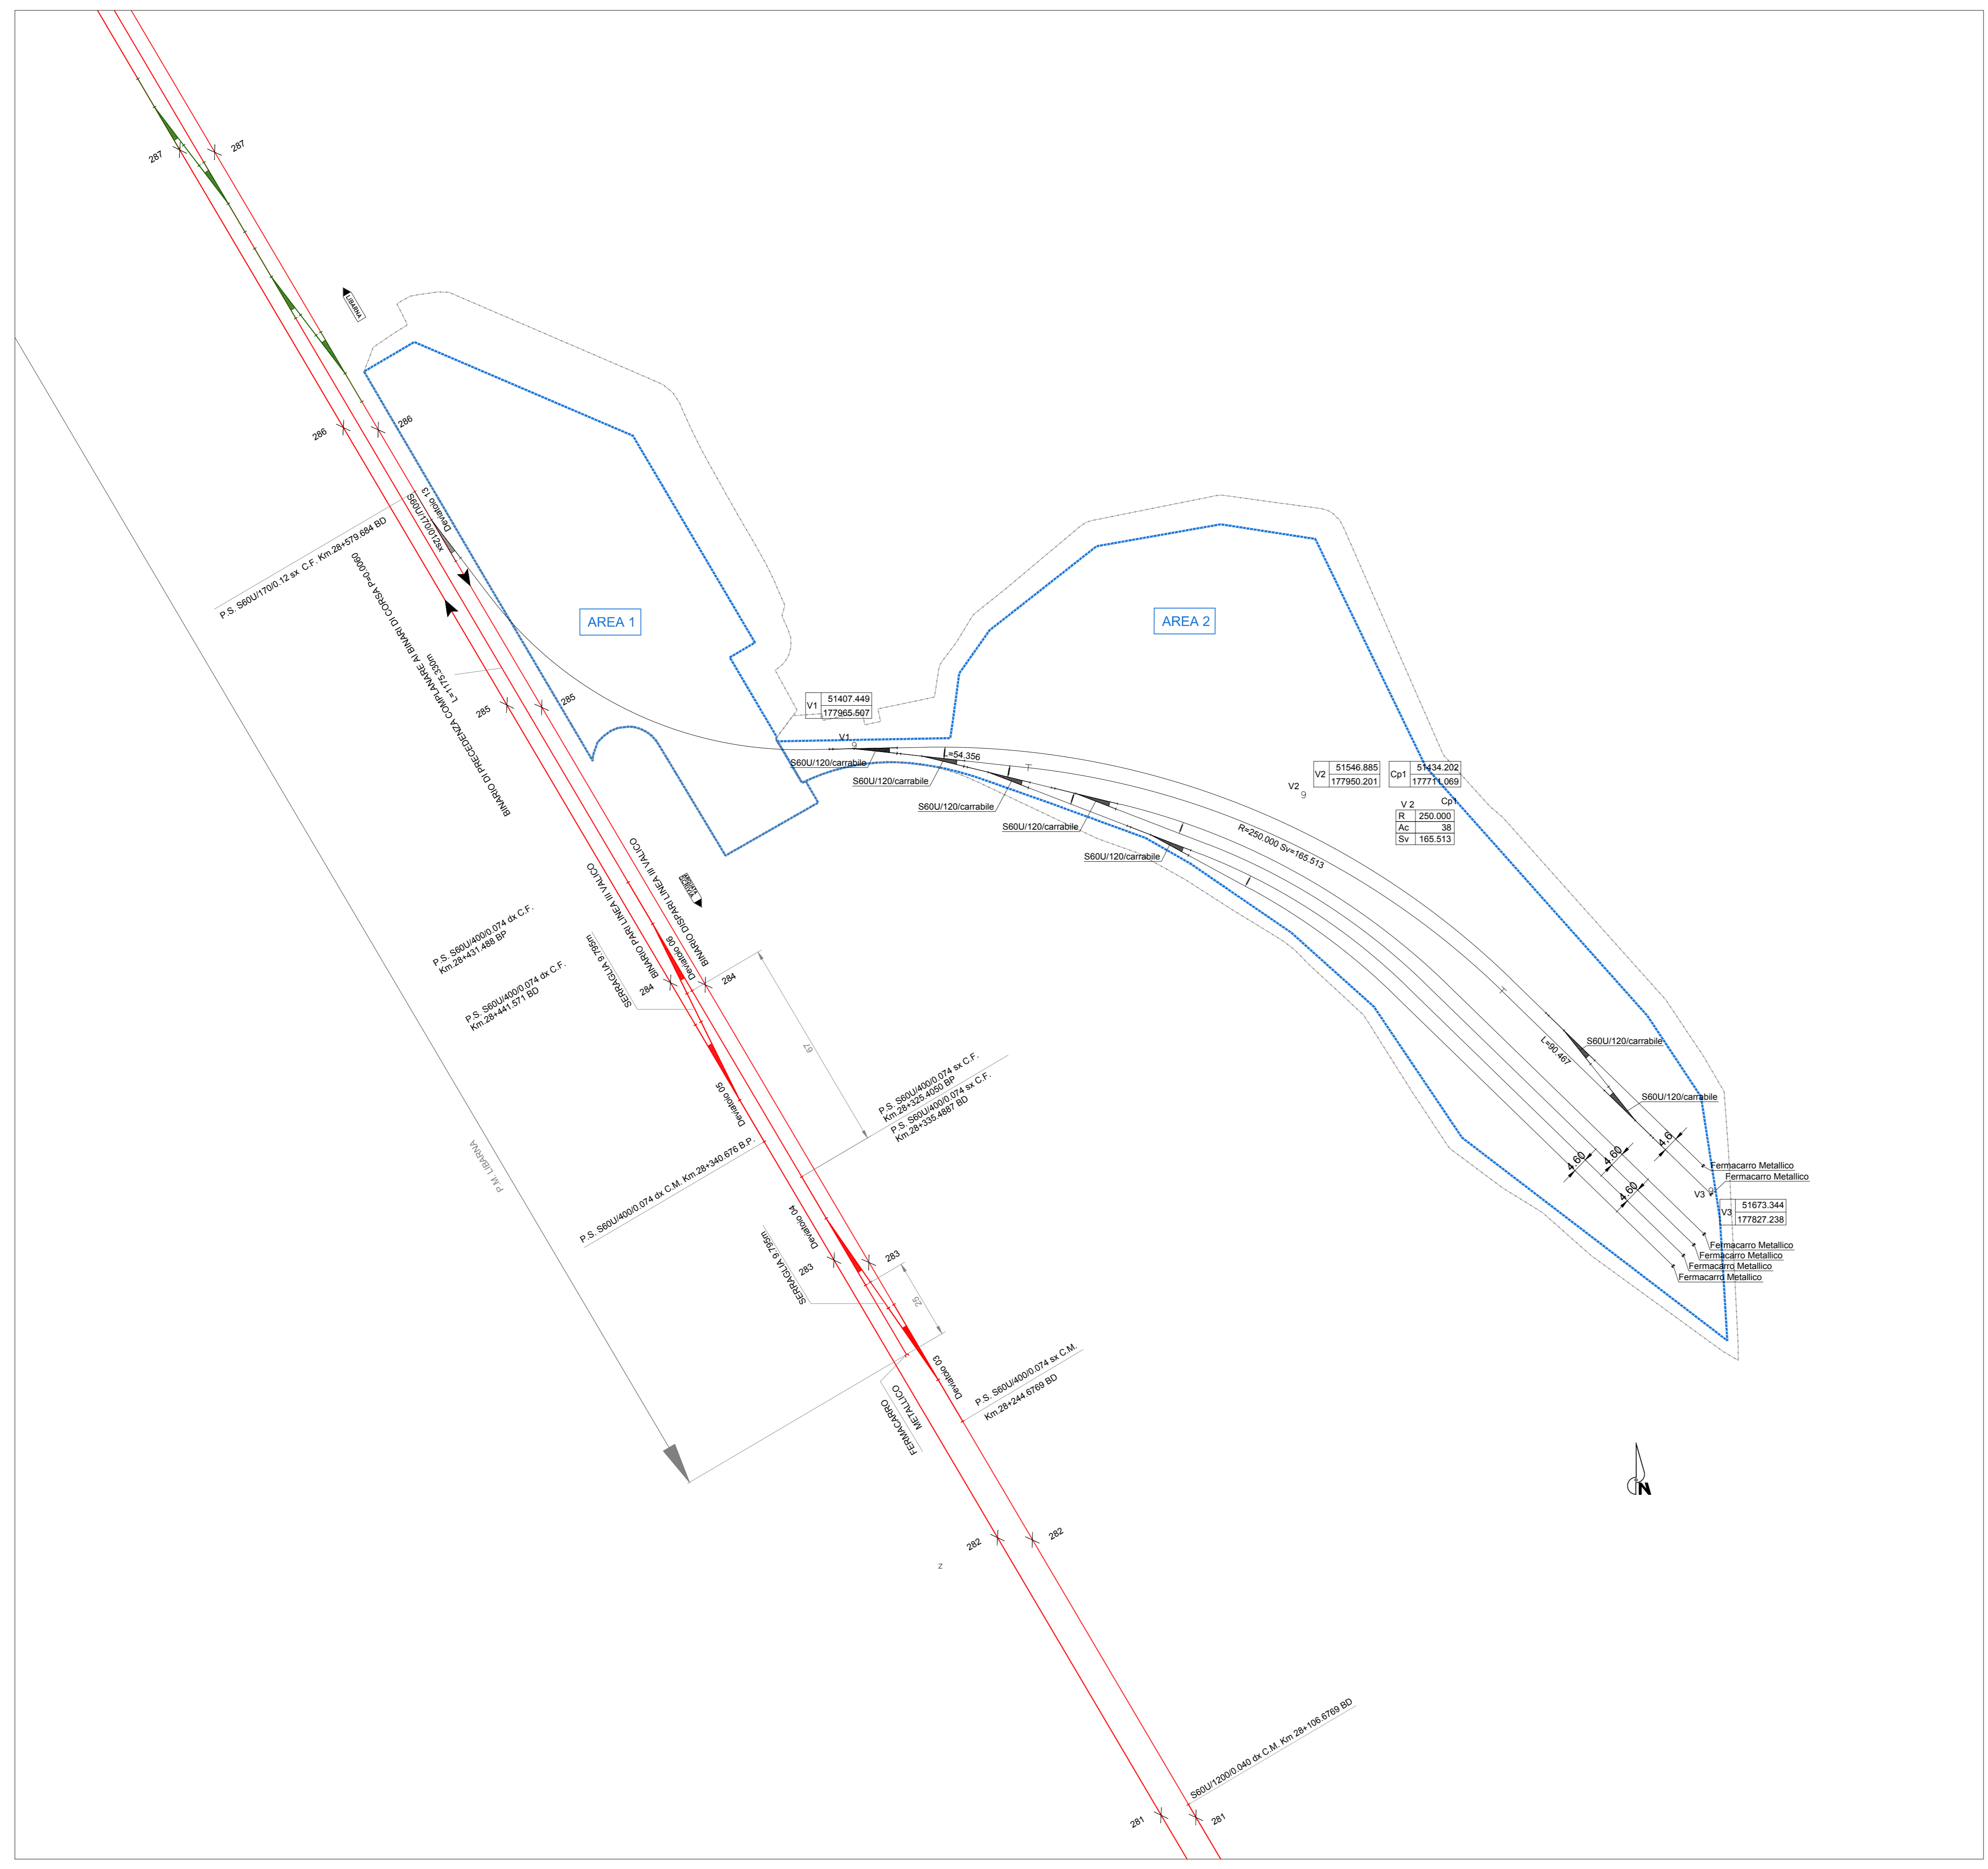 287
287
LIBARNA
286
286
Deviatoio 13
S60S/U/170/012sx
P.S. S60U/170/0.12 sx C.F. Km.28+579.684 BD
BINARIO DI PRECEDENZA COMPLANARE AI BINARI DI CORSA P=0.0060
L=1175.330m
285
285
AREA 1
AREA 2
V1
51407.449
177965.507
V1
9
S60U/120/carrabile
L=54.356
S60U/120/carrabile
S60U/120/carrabile
S60U/120/carrabile
S60U/120/carrabile
R=250.000 Sv=165.513
V2
9
V2
51546.885
177950.201
Cp1
51434.202
177711.069
V 2
Cp1
R 250.000
Ac 38
Sv 165.513
BINARIO PARI LINEA III VALICO
BINARIO DISPARI LINEA III VALICO
P.S. S60U/400/0.074 dx C.F.
Km.28+431.488 BP
P.S. S60U/400/0.074 dx C.F.
Km.28+441.571 BD
SERRAGLIA 9.795m
Deviatoio 06
284
284
67
Deviatoio 05
P.M. LIBARNA
P.S. S60U/400/0.074 sx C.F.
Km.28+325.4050 BP
P.S. S60U/400/0.074 sx C.F.
Km.28+335.4887 BD
P.S. S60U/400/0.074 dx C.M. Km.28+340.676 B.P.
Deviatoio 04
SERRAGLIA 9.795m
283
283
25
Deviatoio 03
FERMACARRO
METALLICO
P.S. S60U/400/0.074 sx C.M.
Km.28+244.6769 BD
S60U/120/carrabile
L=90.467
S60U/120/carrabile
4.6
4.60
4.60
4.60
Fermacarro Metallico
Fermacarro Metallico
V3
9
V3
51673.344
177827.238
Fermacarro Metallico
Fermacarro Metallico
Fermacarro Metallico
Fermacarro Metallico
N
282
282
z
S60U/1200/0.040 dx C.M. Km 28+106.6769 BD
281
281